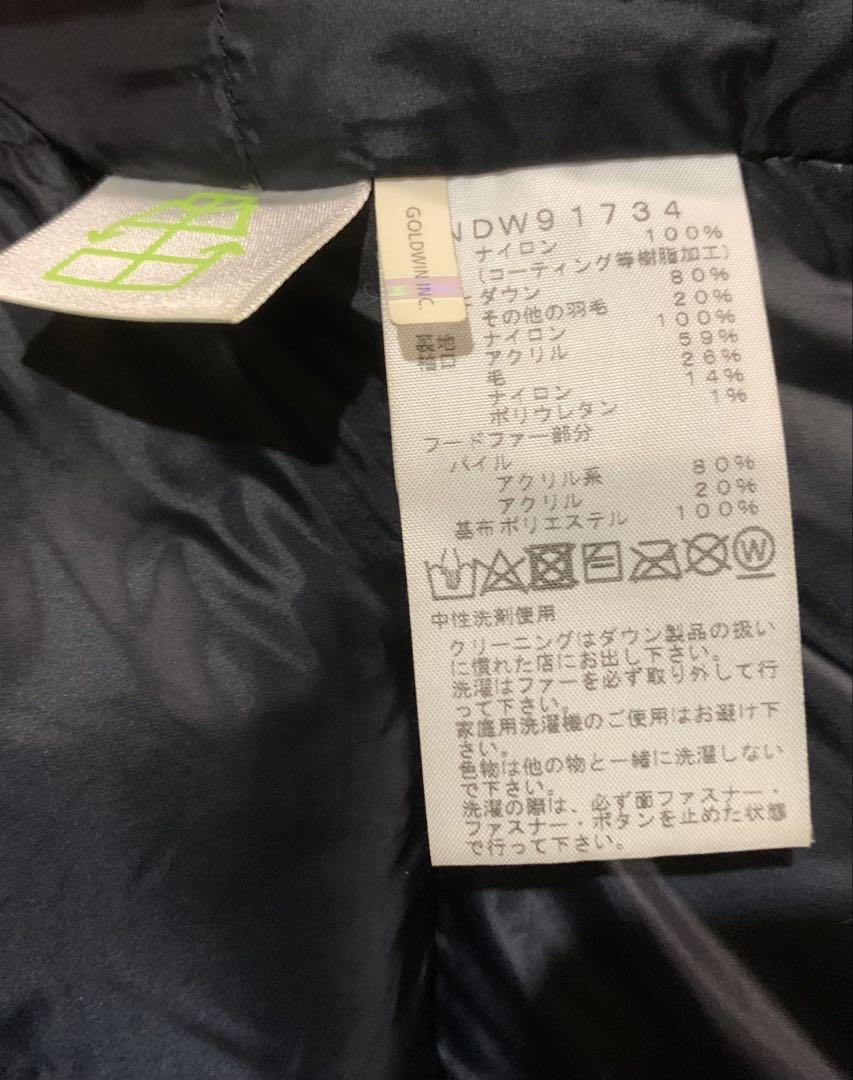 GOLDWIN INC.
NDW91734
ナイロン 100%
(コーティング等樹脂加工)
ダウン 80%
その他の羽毛 20%
裏地 ナイロン 100%
アクリル 59%
毛 26%
ナイロン 14%
ポリウレタン 1%
フードファー部分
パイル
アクリル系 80%
アクリル 20%
基布ポリエステル 100%
W
中性洗剤使用
クリーニングはダウン製品の扱い
に慣れた店にお出し下さい。
洗濯はファーを必ず取り外して行
って下さい。
家庭用洗濯機のご使用はお避け下
さい。
色物は他の物と一緒に洗濯しない
で下さい。
洗濯の際は、必ず面ファスナー・
ファスナー・ボタンを止めた状態
で行って下さい。